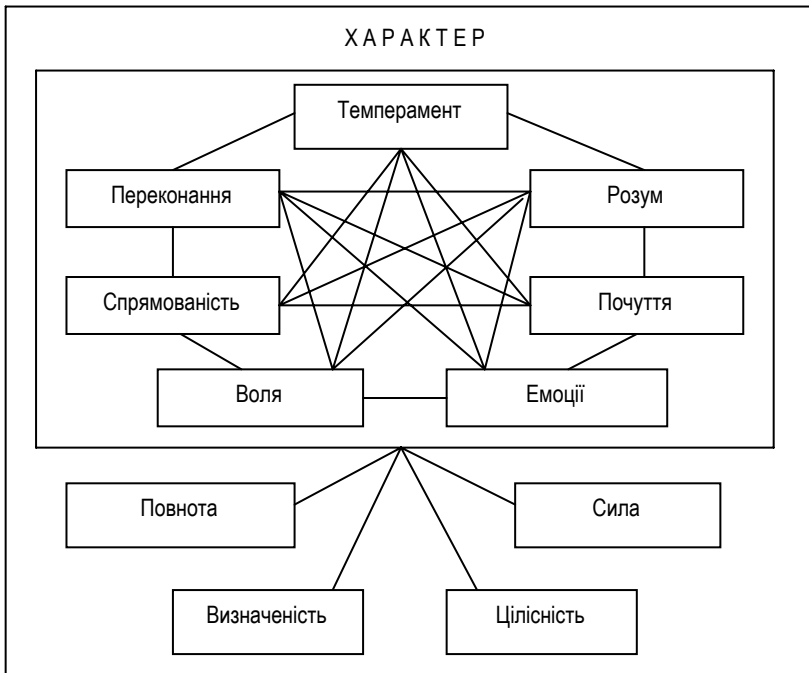 ХАРАКТЕР
Темперамент
Переконання
Розум
Спрямованість
Почуття
Воля
Емоції
Повнота
Сила
Визначеність
Цілісність